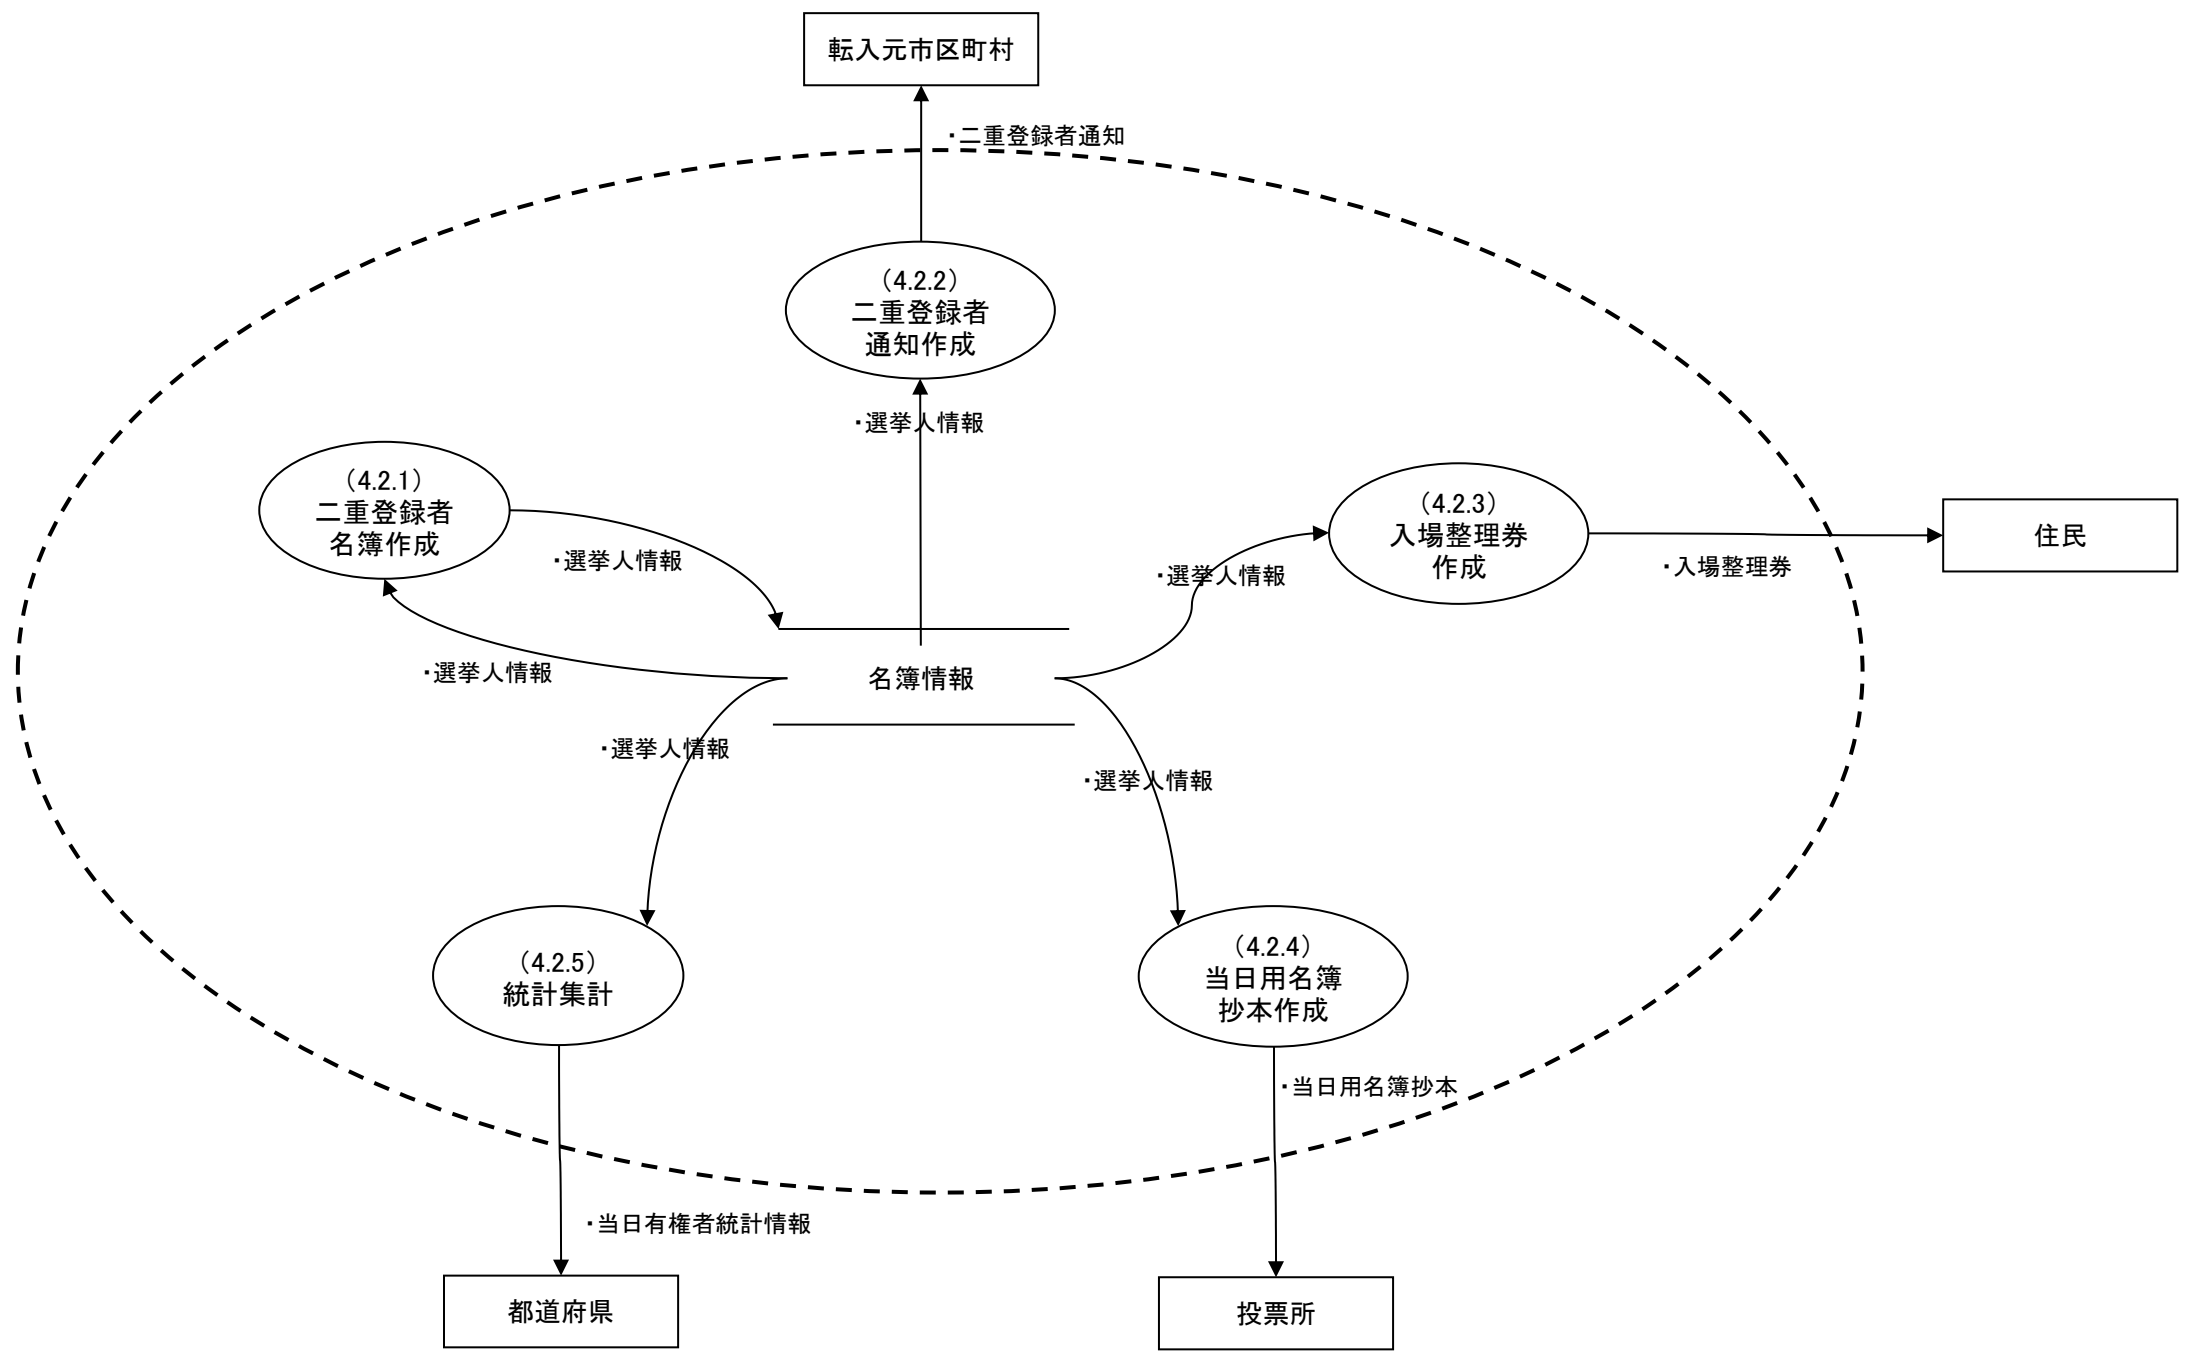 転入元市区町村
・二重登録者通知
（4.2.2）
二重登録者
通知作成
・選挙人情報
（4.2.1）
二重登録者
名簿作成
・選挙人情報
（4.2.3）
入場整理券
作成
・選挙人情報
・入場整理券
住民
・選挙人情報
名簿情報
・選挙人情報
・選挙人情報
（4.2.5）
統計集計
（4.2.4）
当日用名簿
抄本作成
・当日用名簿抄本
・当日有権者統計情報
都道府県
投票所